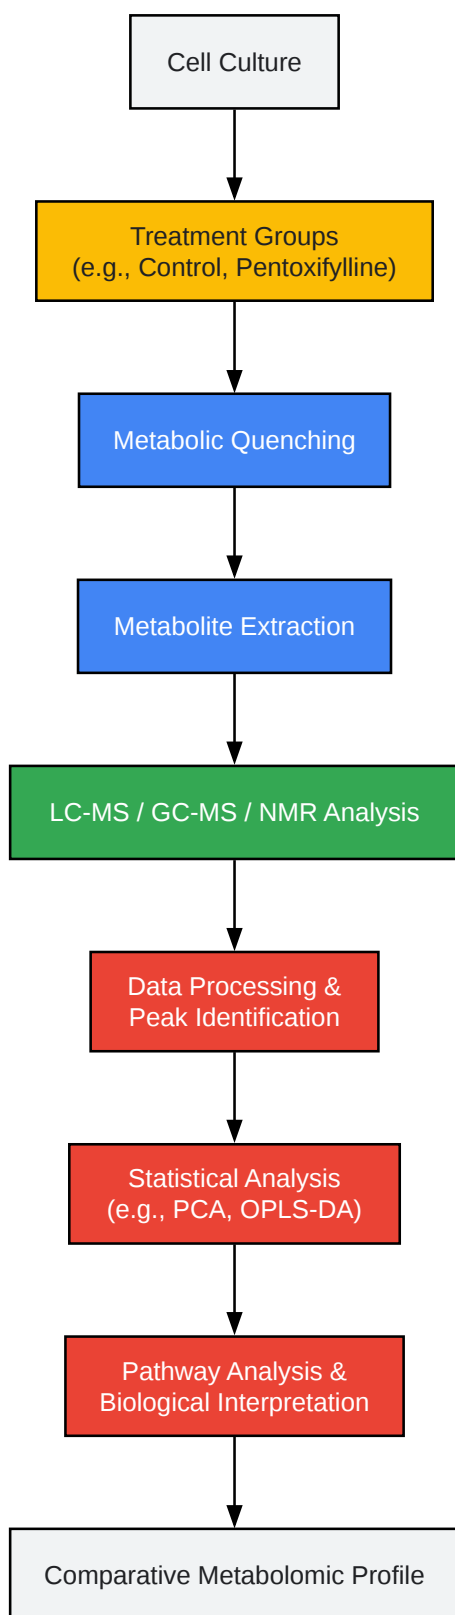 Cell Culture
Treatment Groups
(e.g., Control, Pentoxifylline)
Metabolic Quenching
Metabolite Extraction
LC-MS / GC-MS / NMR Analysis
Data Processing &
Peak Identification
Statistical Analysis
(e.g., PCA, OPLS-DA)
Pathway Analysis &
Biological Interpretation
Comparative Metabolomic Profile